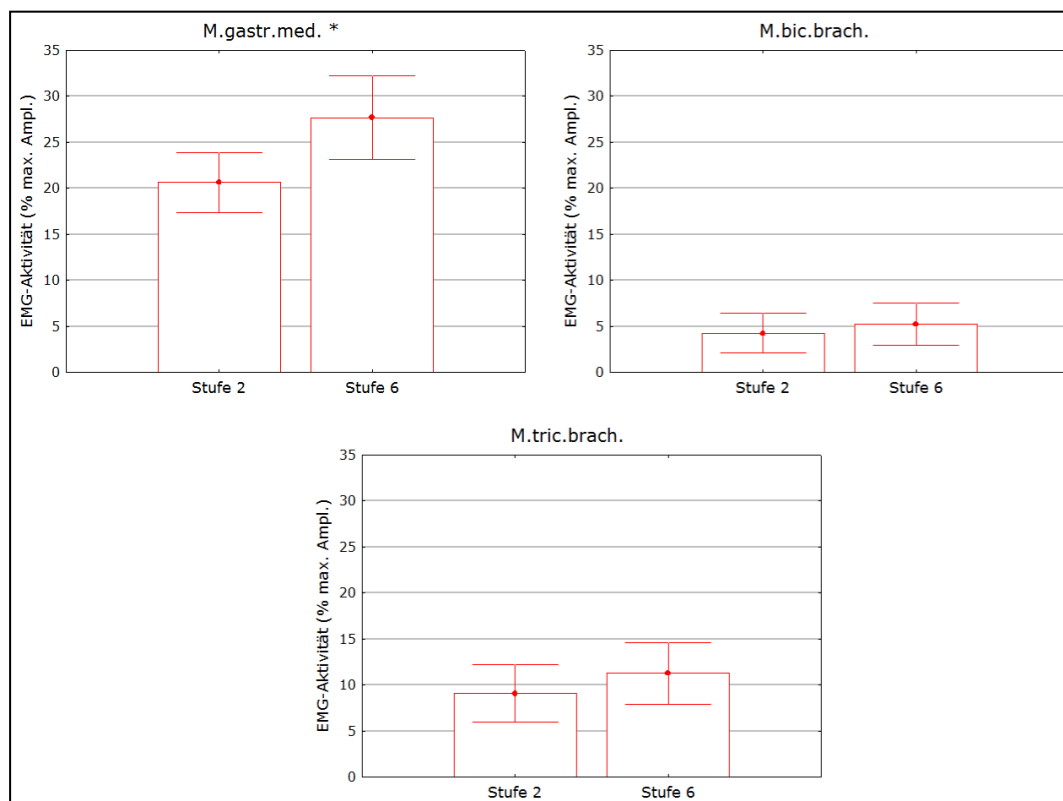 M.gastr.med. *
EMG-Aktivität (% max. Ampl.)
35
30
25
20
15
10
5
0
Stufe 2 Stufe 6
M.bic.brach.
EMG-Aktivität (% max. Ampl.)
35
30
25
20
15
10
5
0
Stufe 2 Stufe 6
M.tric.brach.
EMG-Aktivität (% max. Ampl.)
35
30
25
20
15
10
5
0
Stufe 2 Stufe 6